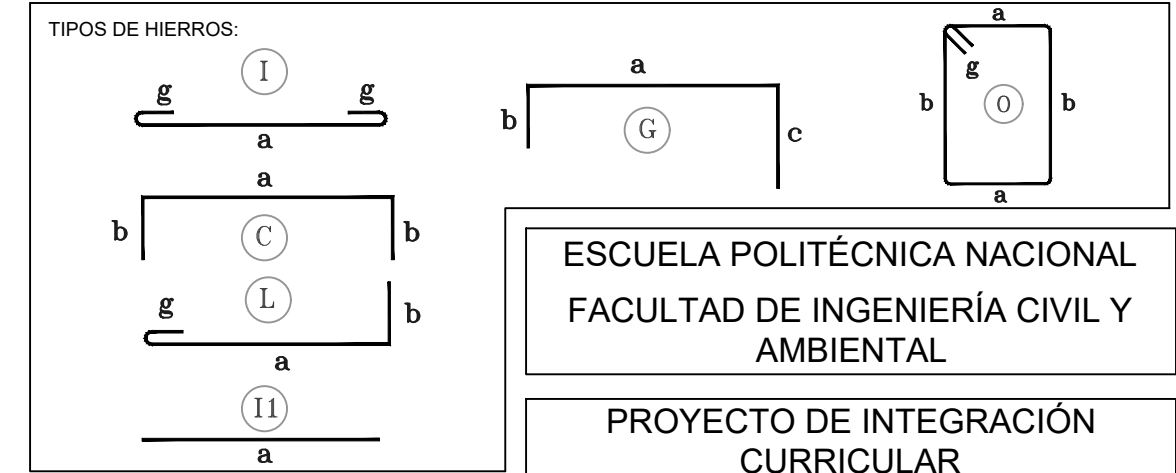 TIPOS DE HIERROS:
I
g
g
a
a
b
C
b
g
L
b
a
I1
a
a
b
G
c
a
g
b
O
b
a
ESCUELA POLITÉCNICA NACIONAL
FACULTAD DE INGENIERÍA CIVIL Y
AMBIENTAL
PROYECTO DE INTEGRACIÓN
CURRICULAR